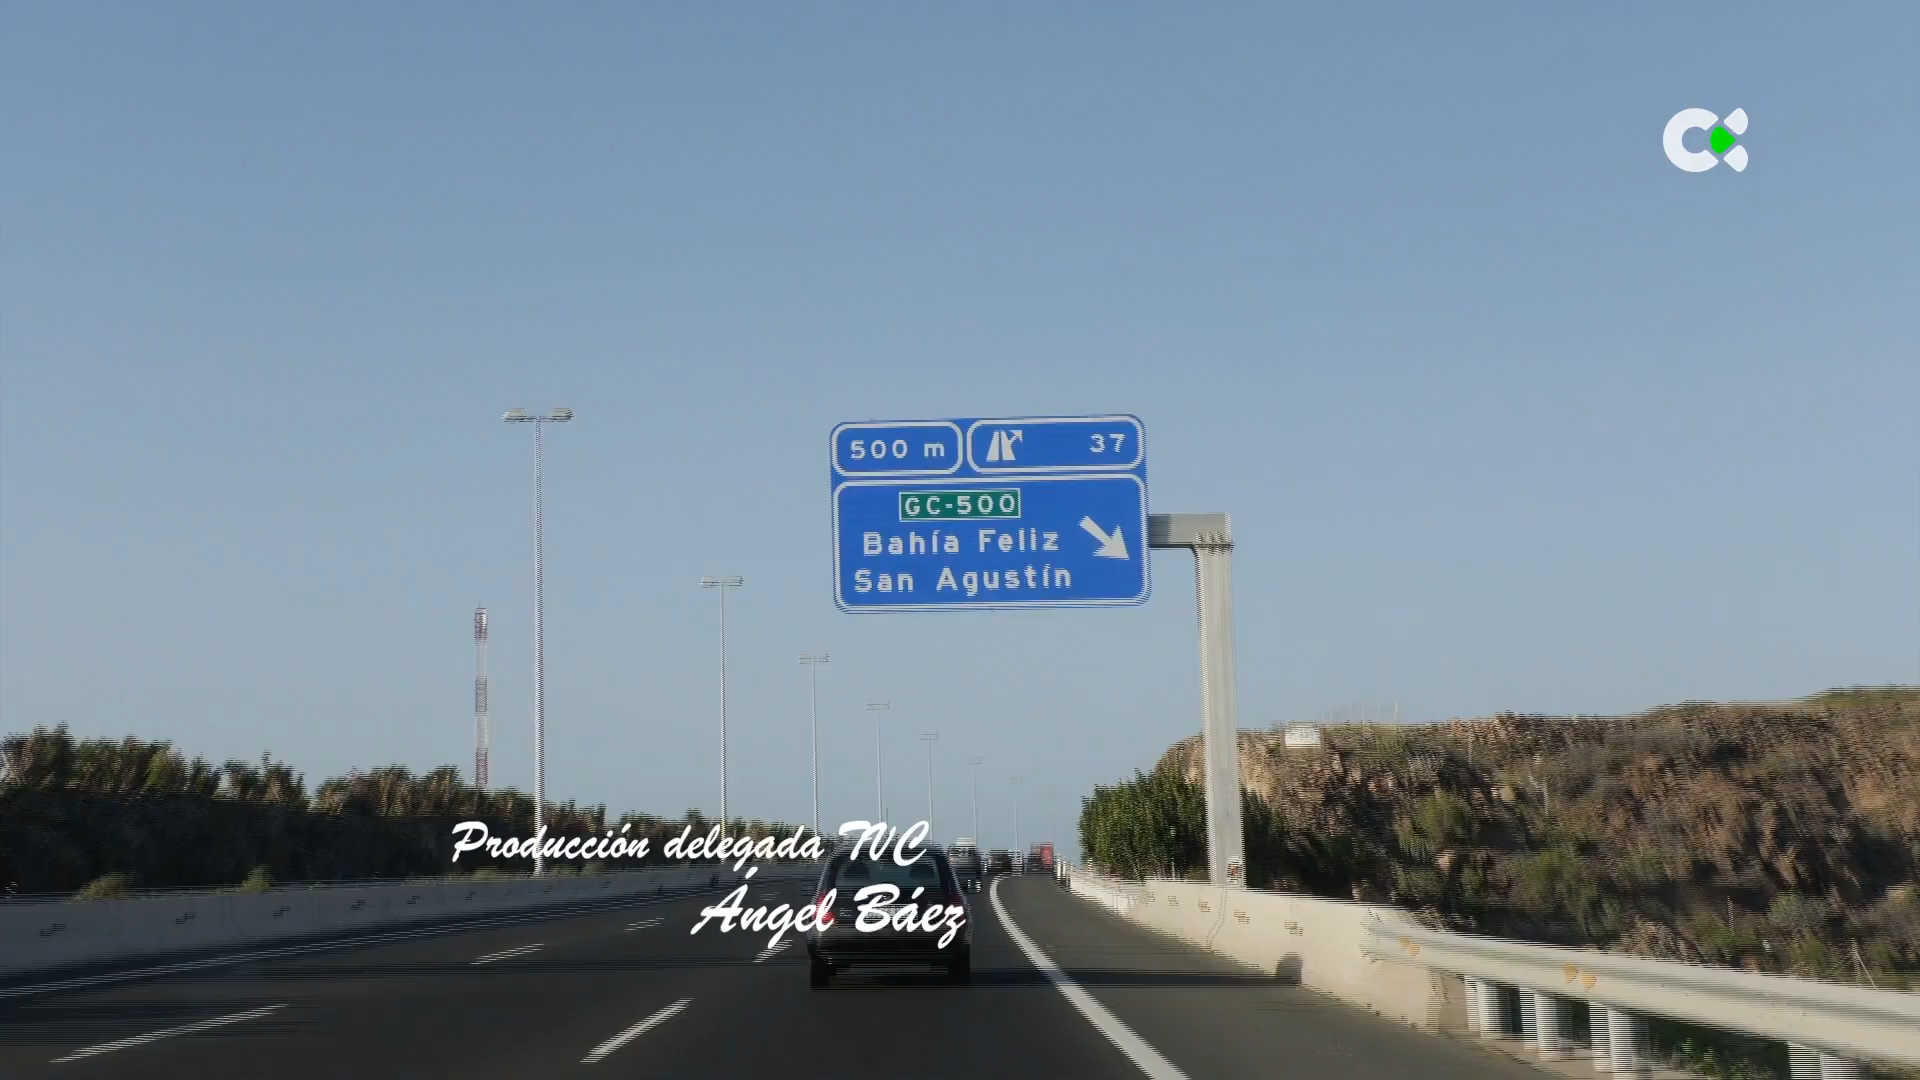 500 m
37
GC-500
Bahía Feliz
San Agustín
Producción delegada TVC
Ángel Báez